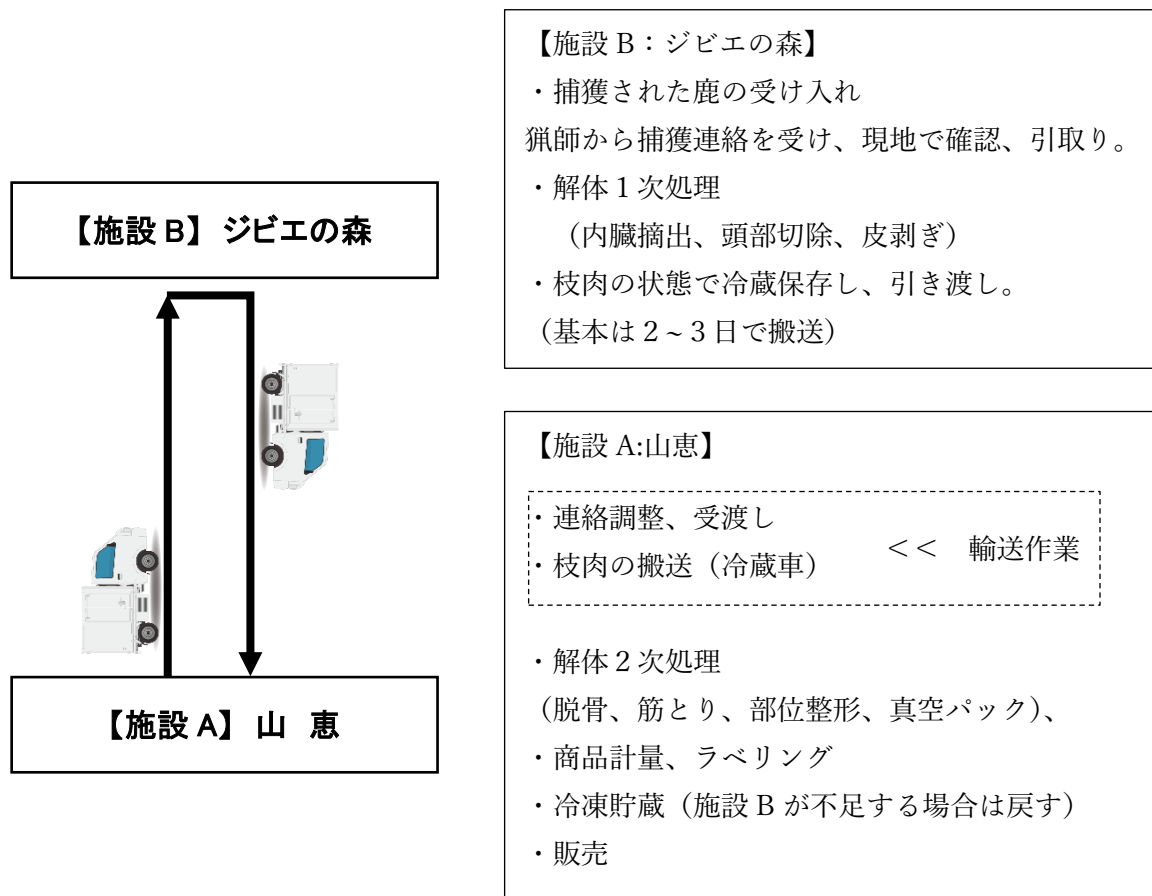 【施設 B】 ジビエの森
【施設 A】 山　恵
【施設 B：ジビエの森】
・捕獲された鹿の受け入れ
猟師から捕獲連絡を受け、現地で確認、引取り。
・解体１次処理
（内臓摘出、頭部切除、皮剥ぎ）
・枝肉の状態で冷蔵保存し、引き渡し。
（基本は２~３日で搬送）
【施設 A:山恵】
・連絡調整、受渡し
・枝肉の搬送（冷蔵車）
＜＜　輸送作業
・解体２次処理
（脱骨、筋とり、部位整形、真空パック）、
・商品計量、ラベリング
・冷凍貯蔵（施設 B が不足する場合は戻す）
・販売